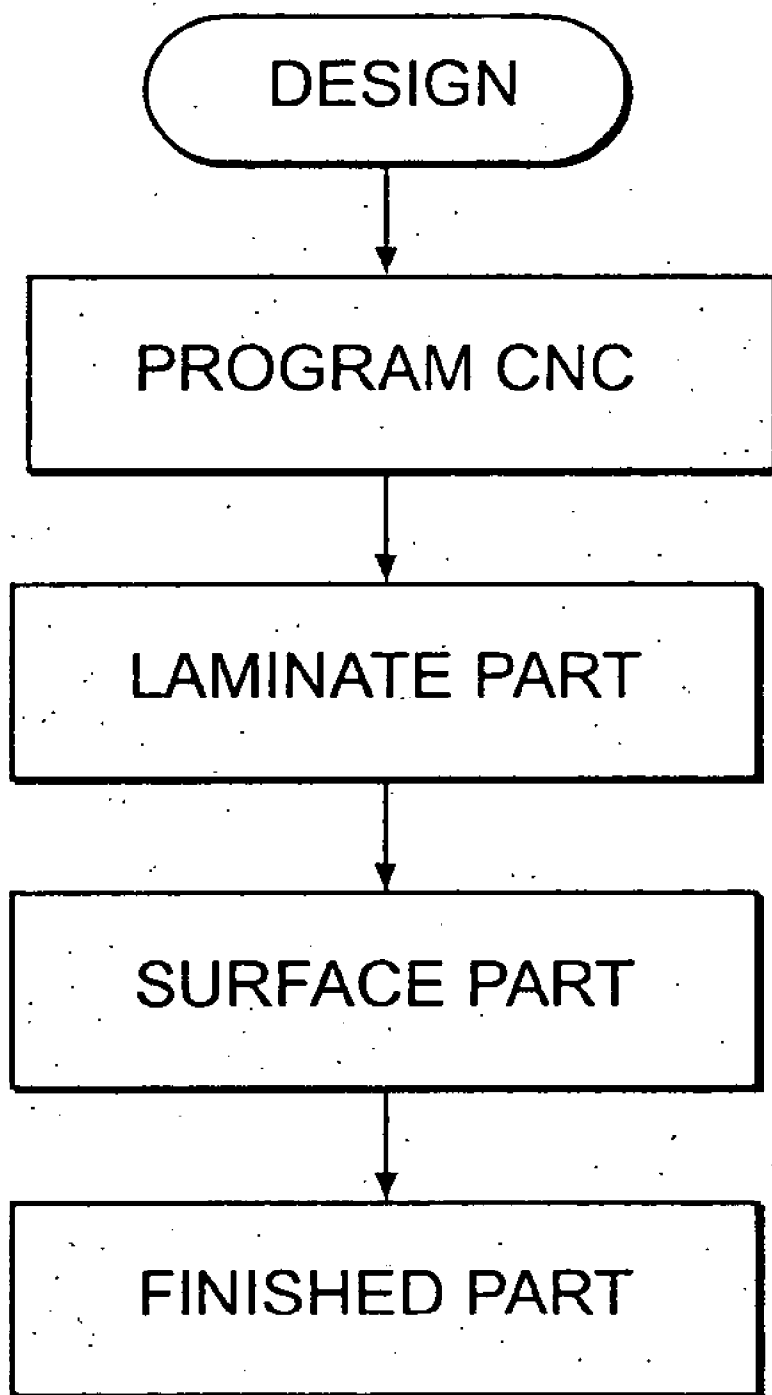 DESIGN
PROGRAM CNC
LAMINATE PART
SURFACE PART
FINISHED PART